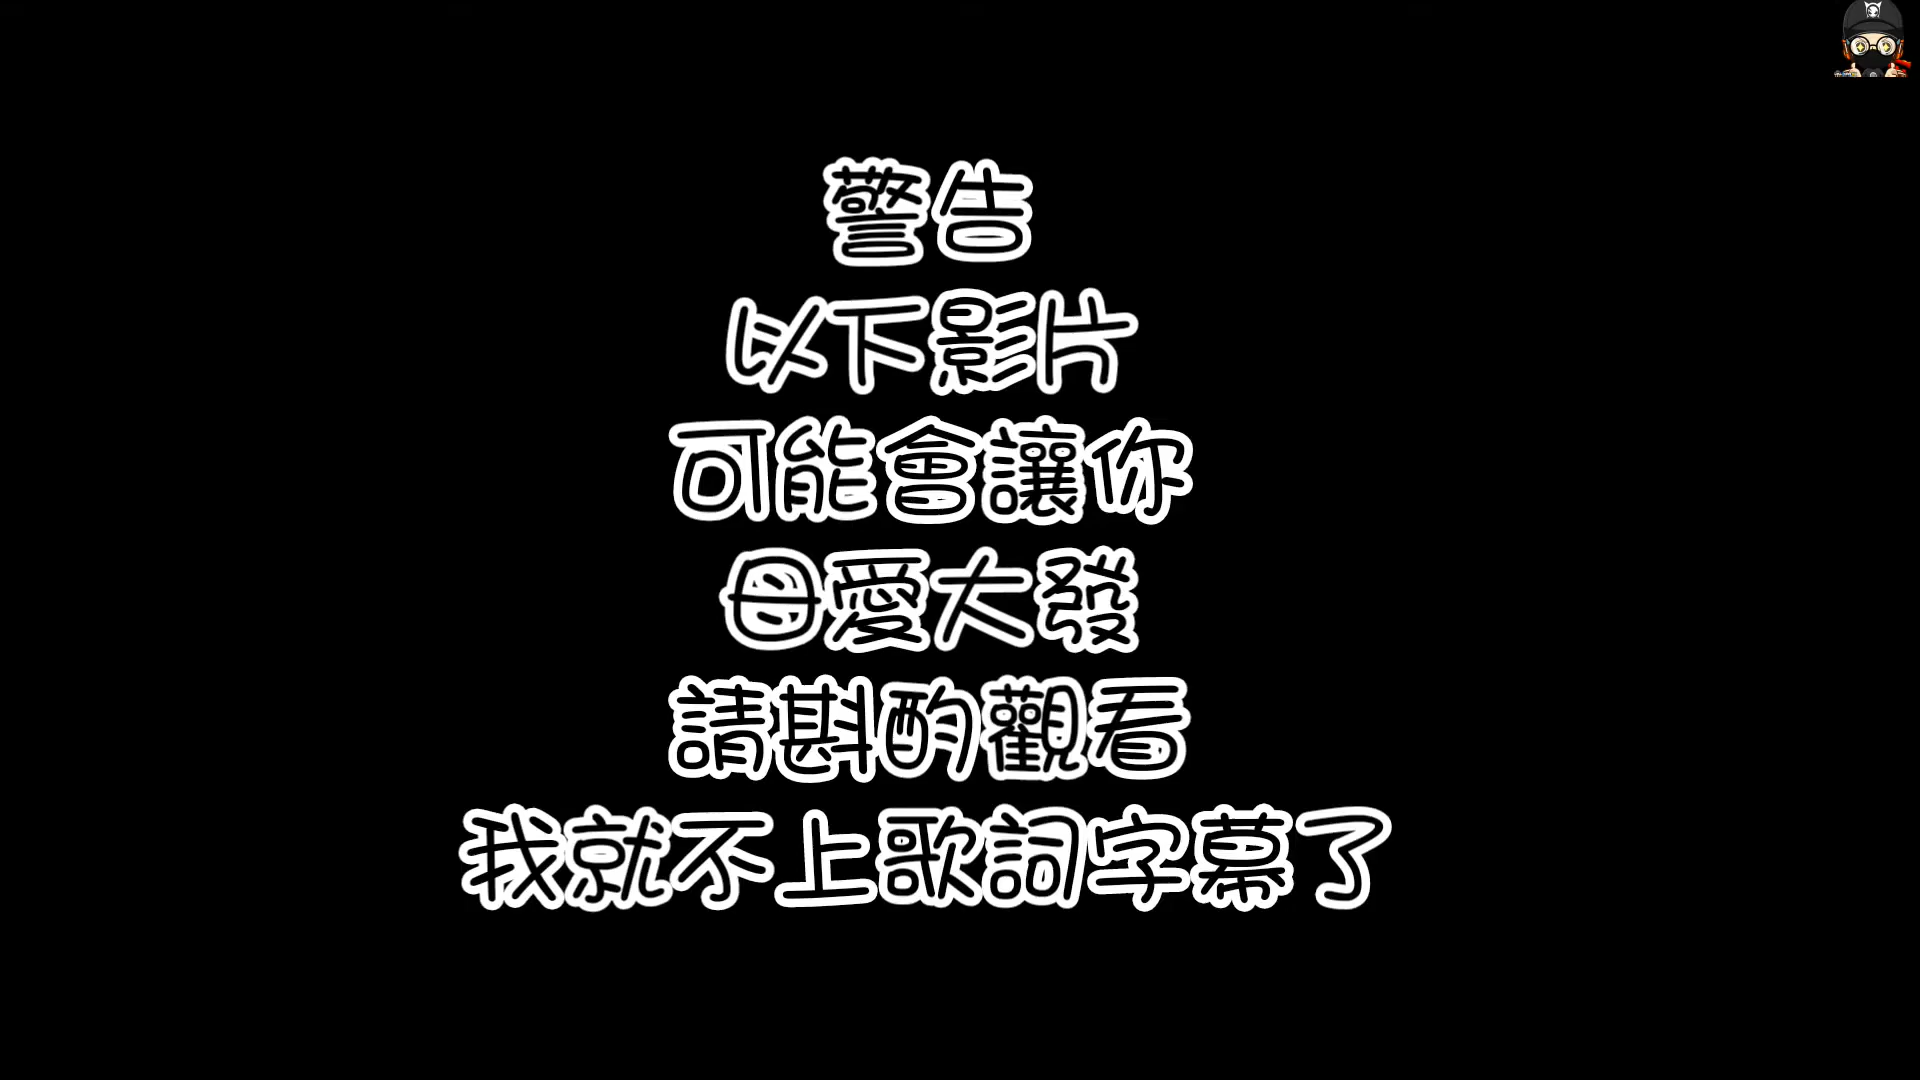 警告
以下影片
可能會讓你
母愛大發
請斟酌觀看
我就不上歌詞字幕了